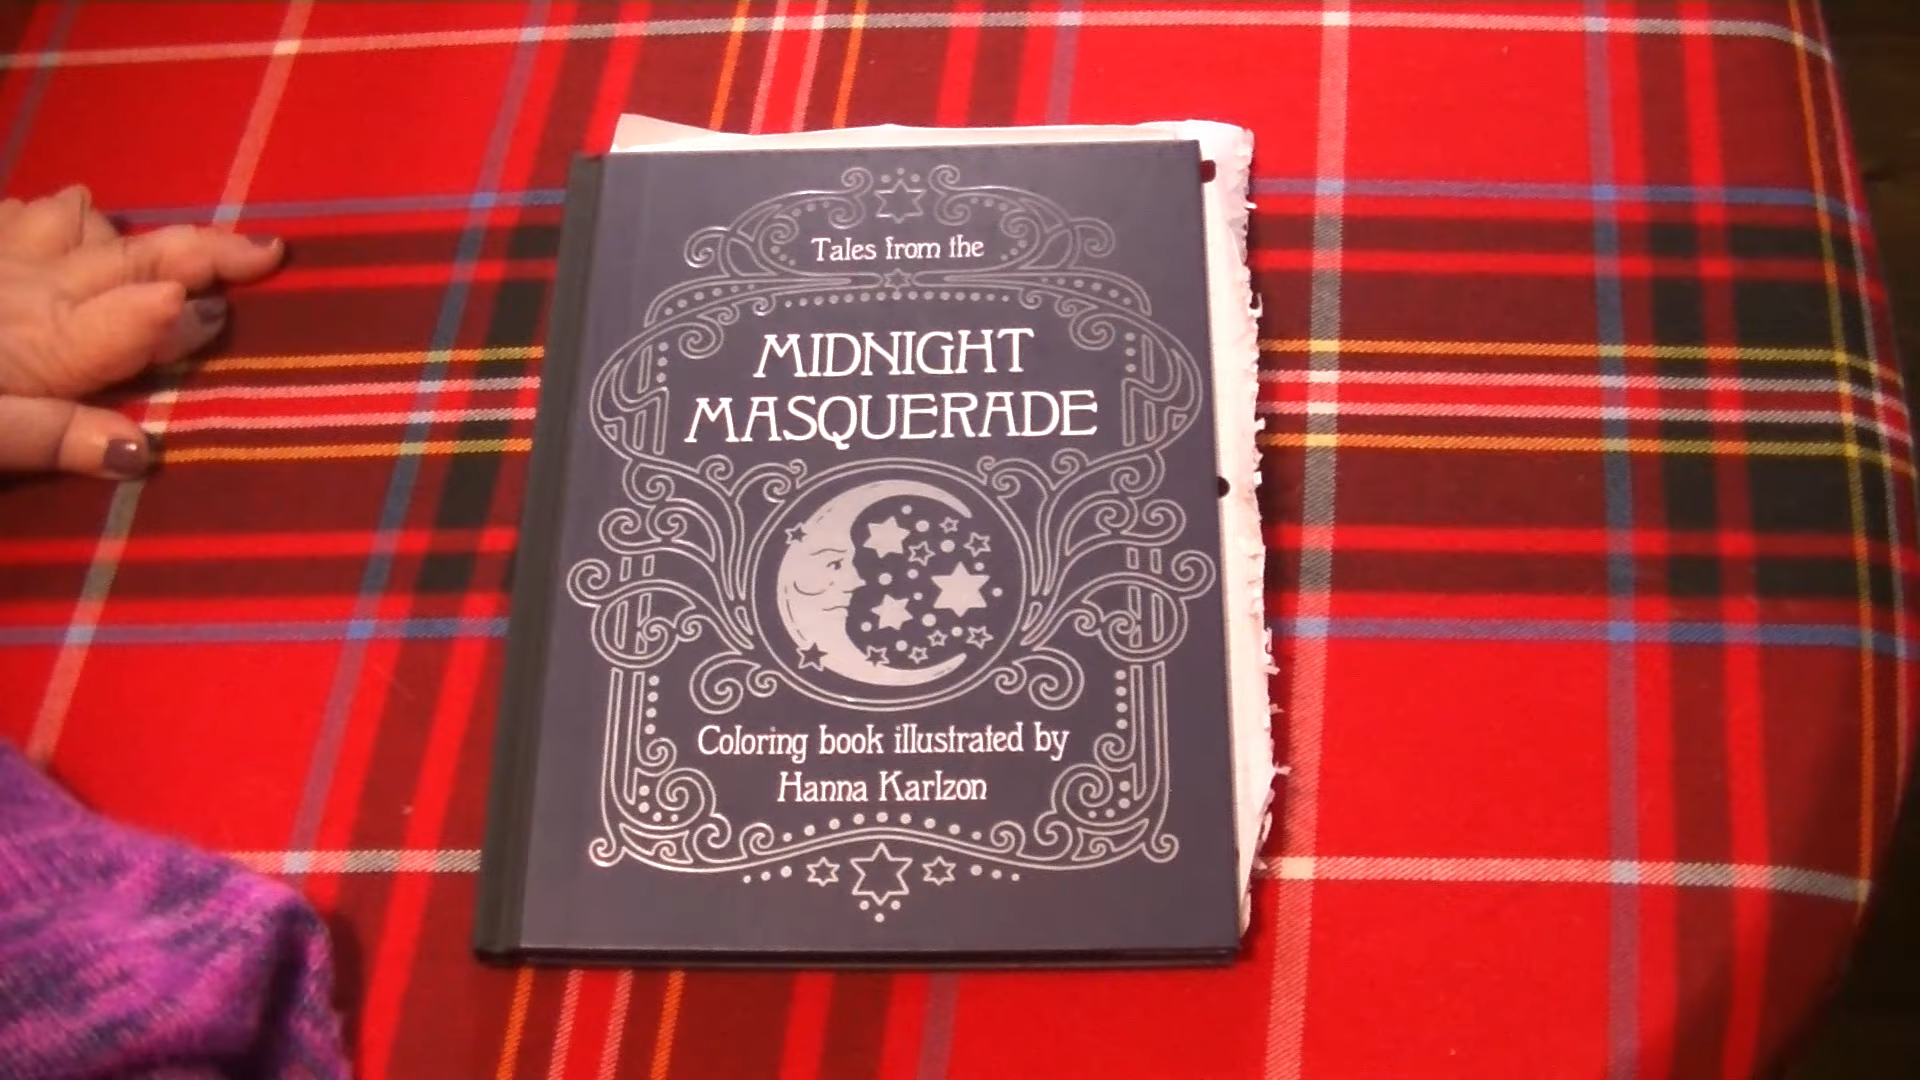 Tales from the
MIDNIGHT
MASQUERADE
Coloring book illustrated by
Hanna Karlzon